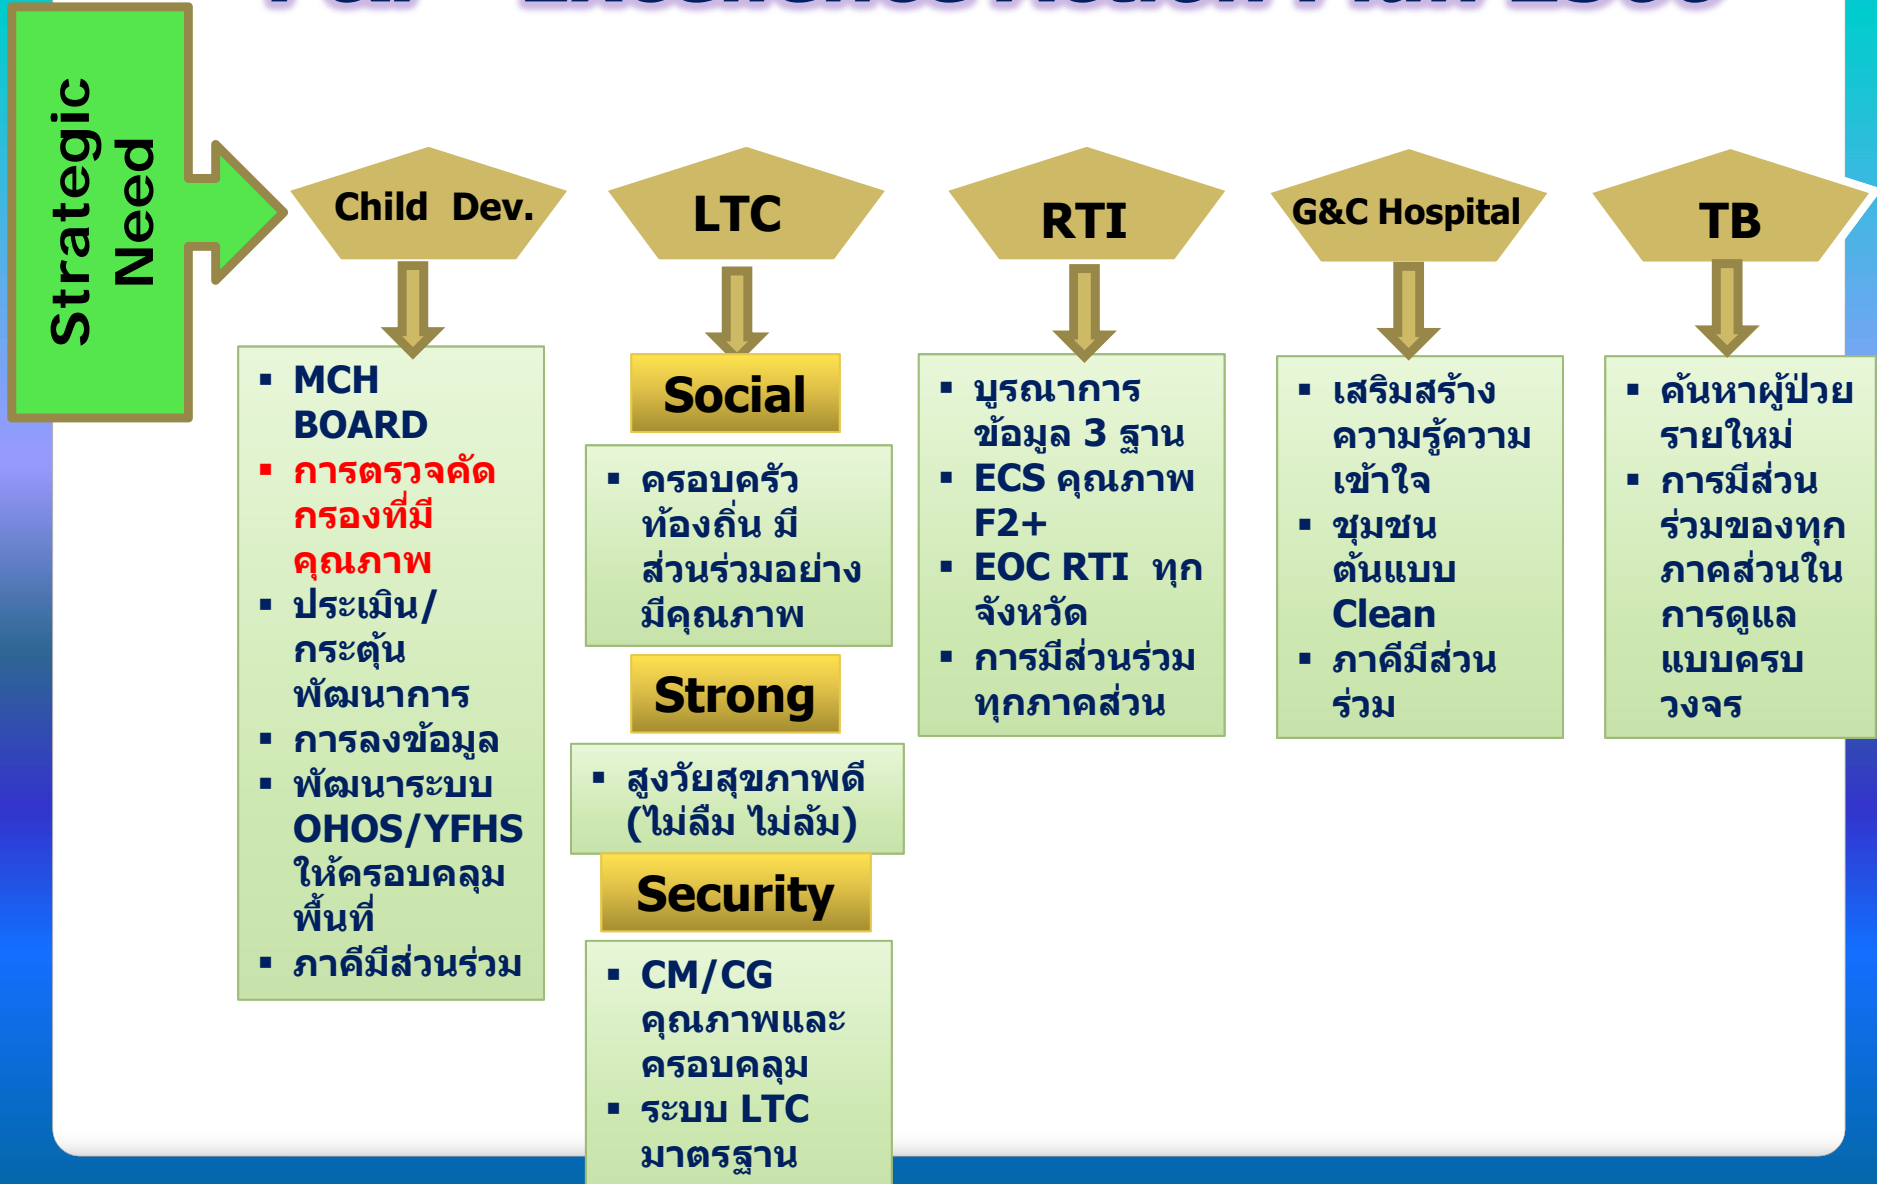 Excellence Action Plan
Strategic
Need
Child Dev.
LTC
RTI
G&C Hospital
TB
▪ MCH
BOARD
▪ การตรวจคัด
กรองที่มี
คุณภาพ
▪ ประเมิน/
กระตุ้น
พัฒนาการ
▪ การลงข้อมูล
▪ พัฒนาระบบ
OHOS/YFHS
ให้ครอบคลุม
พื้นที่
▪ ภาคีมีส่วนร่วม
Social
▪ ครอบครัว
ท้องถิ่น มี
ส่วนร่วมอย่าง
มีคุณภาพ
Strong
▪ สูงวัยสุขภาพดี
(ไม่ลืม ไม่ล้ม)
Security
▪ CM/CG
คุณภาพและ
ครอบคลุม
▪ ระบบ LTC
มาตรฐาน
▪ บูรณาการ
ข้อมูล 3 ฐาน
▪ ECS คุณภาพ
F2+
▪ EOC RTI ทุก
จังหวัด
▪ การมีส่วนร่วม
ทุกภาคส่วน
▪ เสริมสร้าง
ความรู้ความ
เข้าใจ
▪ ชุมชน
ต้นแบบ
Clean
▪ ภาคีมีส่วน
ร่วม
▪ ค้นหาผู้ป่วย
รายใหม่
▪ การมีส่วน
ร่วมของทุก
ภาคส่วนใน
การดูแล
แบบครบ
วงจร